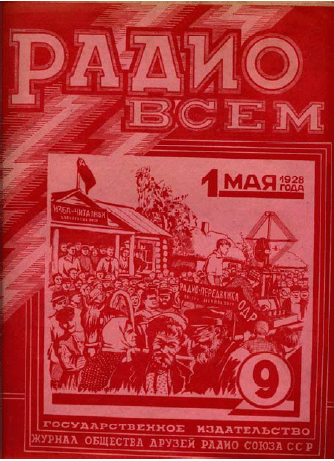 РАДИО
ВСЕМ
1 МАЯ 1928
ГОДА
ИЗБА-ЧИТАЛЬНЯ
РАДИО-ПЕРЕДВИЖКА
ОДР
9
ГОСУДАРСТВЕННОЕ ИЗДАТЕЛЬСТВО
ЖУРНАЛ ОБЩЕСТВА ДРУЗЕЙ РАДИО СОЮЗА ССР